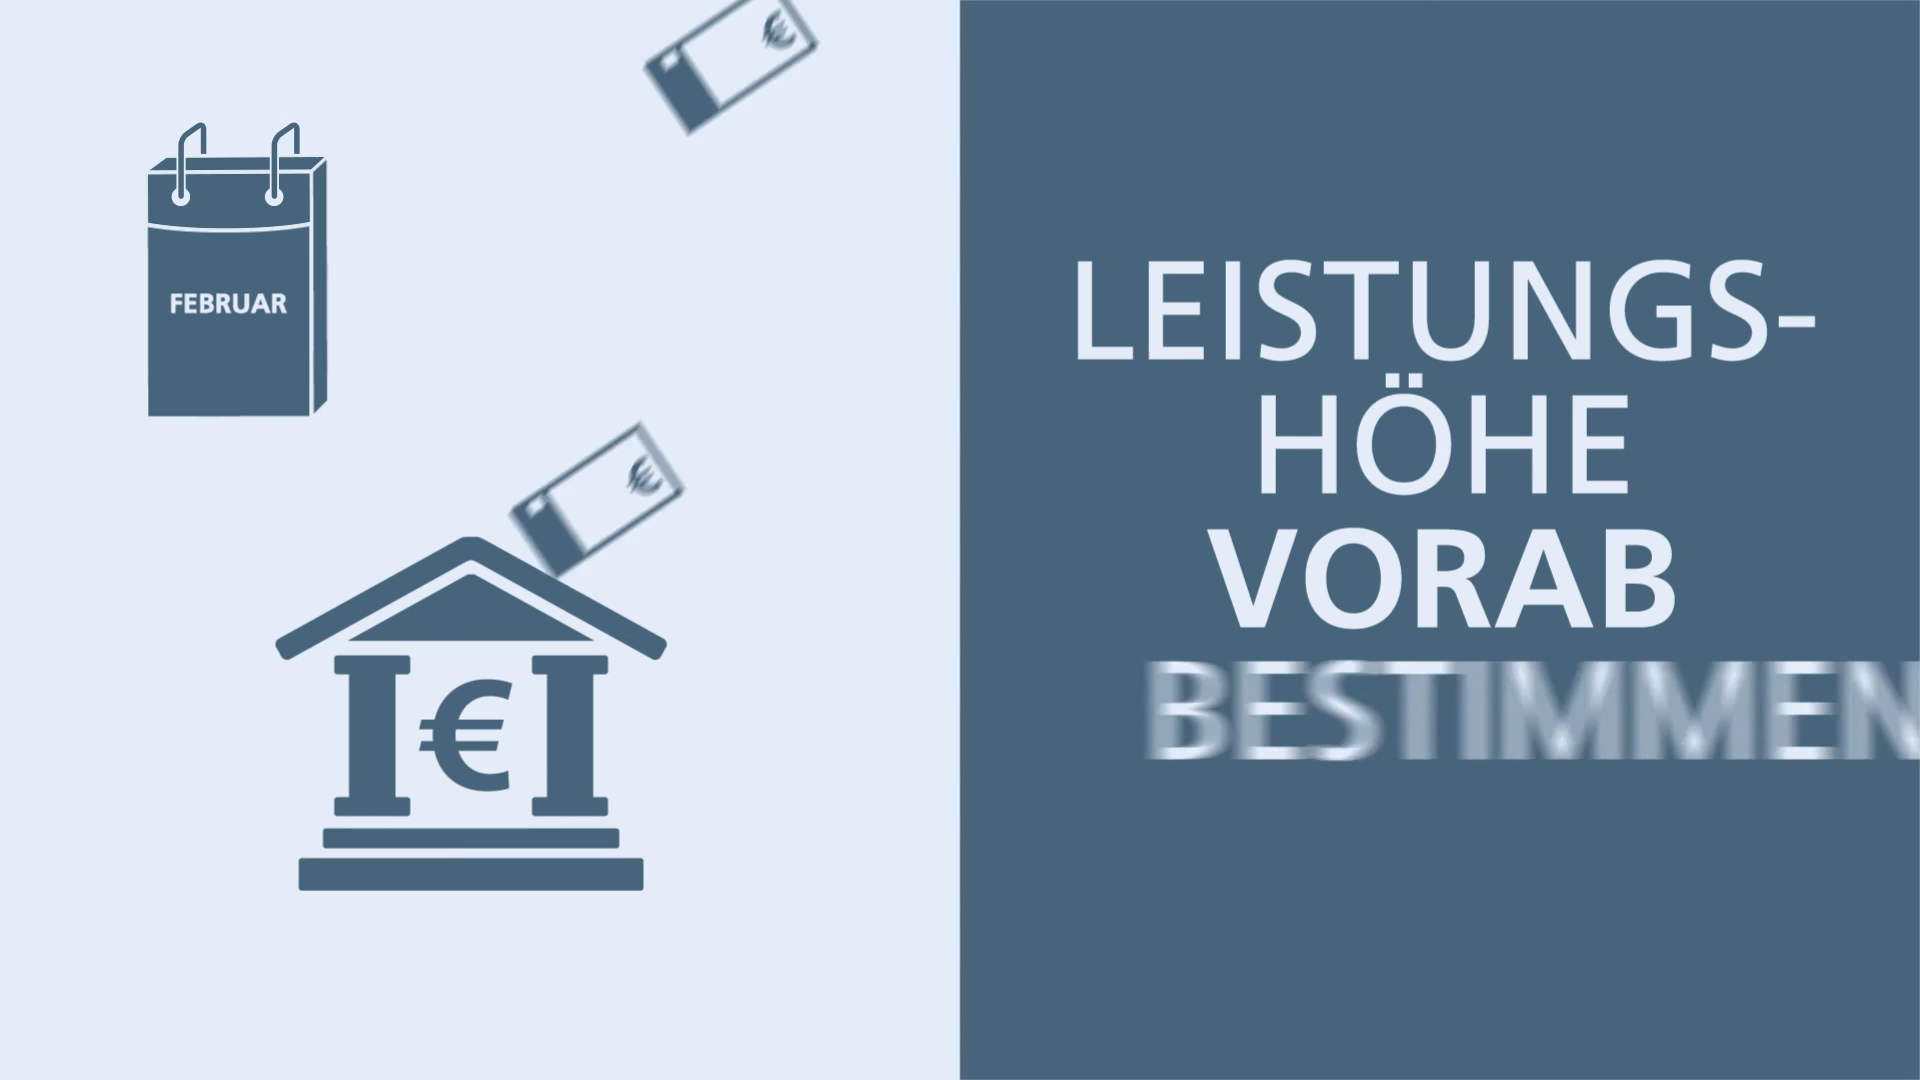 FEBRUAR
€
€
€
LEISTUNGS-
HÖHE
VORAB
BESTIMMEN